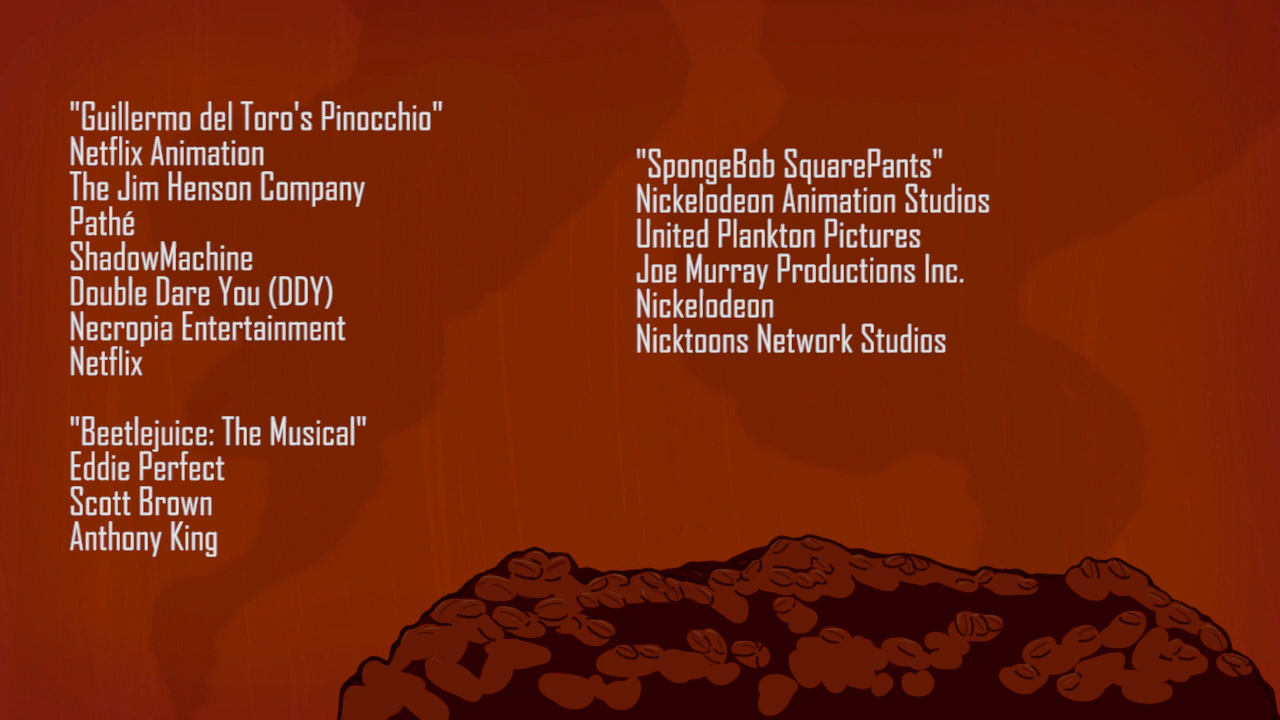 "Guillermo del Toro's Pinocchio"
Netflix Animation
The Jim Henson Company
Pathé
ShadowMachine
Double Dare You (DDY)
Necropia Entertainment
Netflix
"Beetlejuice: The Musical"
Eddie Perfect
Scott Brown
Anthony King
"SpongeBob SquarePants"
Nickelodeon Animation Studios
United Plankton Pictures
Joe Murray Productions Inc.
Nickelodeon
Nicktoons Network Studios